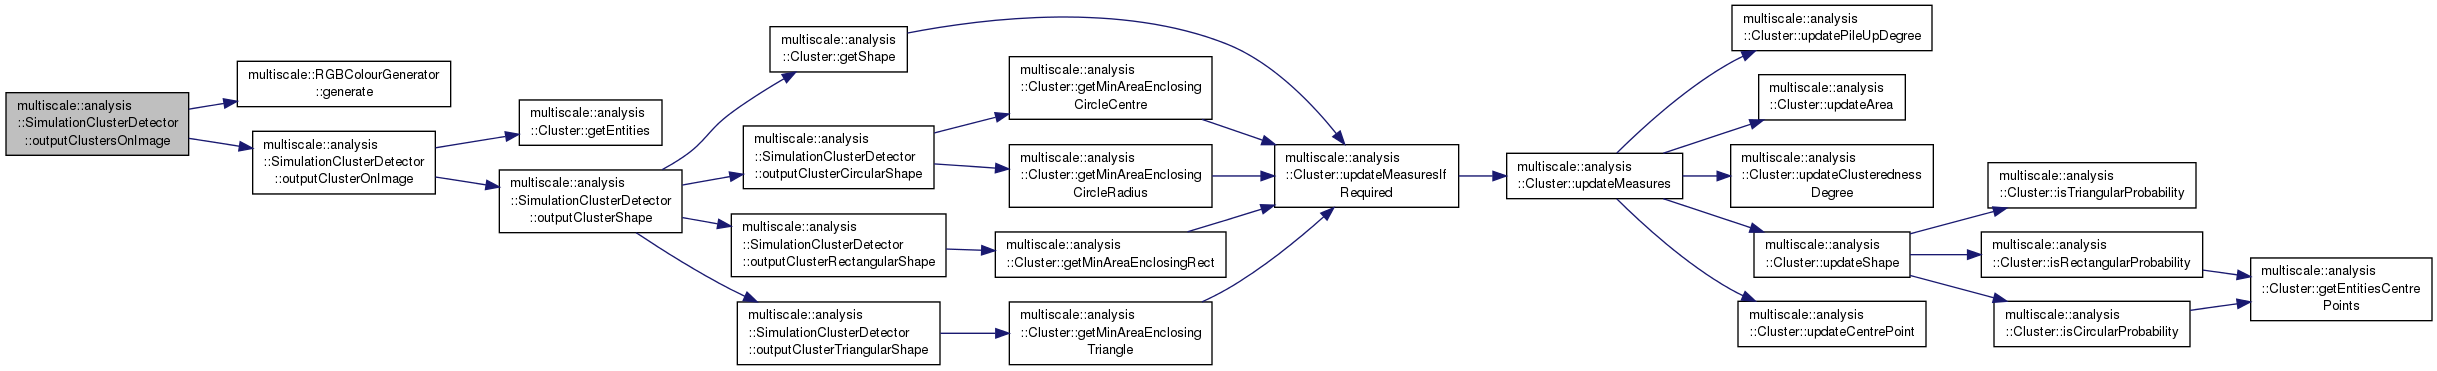 multiscale::analysis
::SimulationClusterDetector
::outputClustersOnImage
multiscale::RGBColourGenerator
::generate
multiscale::analysis
::SimulationClusterDetector
::outputClusterOnImage
multiscale::analysis
::Cluster::getEntities
multiscale::analysis
::SimulationClusterDetector
::outputClusterShape
multiscale::analysis
::Cluster::getShape
multiscale::analysis
::SimulationClusterDetector
::outputClusterCircularShape
multiscale::analysis
::SimulationClusterDetector
::outputClusterRectangularShape
multiscale::analysis
::SimulationClusterDetector
::outputClusterTriangularShape
multiscale::analysis
::Cluster::getMinAreaEnclosing
CircleCentre
multiscale::analysis
::Cluster::getMinAreaEnclosing
CircleRadius
multiscale::analysis
::Cluster::getMinAreaEnclosingRect
multiscale::analysis
::Cluster::getMinAreaEnclosing
Triangle
multiscale::analysis
::Cluster::updateMeasuresIf
Required
multiscale::analysis
::Cluster::updateMeasures
multiscale::analysis
::Cluster::updatePileUpDegree
multiscale::analysis
::Cluster::updateArea
multiscale::analysis
::Cluster::updateClusteredness
Degree
multiscale::analysis
::Cluster::updateShape
multiscale::analysis
::Cluster::updateCentrePoint
multiscale::analysis
::Cluster::isTriangularProbability
multiscale::analysis
::Cluster::isRectangularProbability
multiscale::analysis
::Cluster::isCircularProbability
multiscale::analysis
::Cluster::getEntitiesCentre
Points